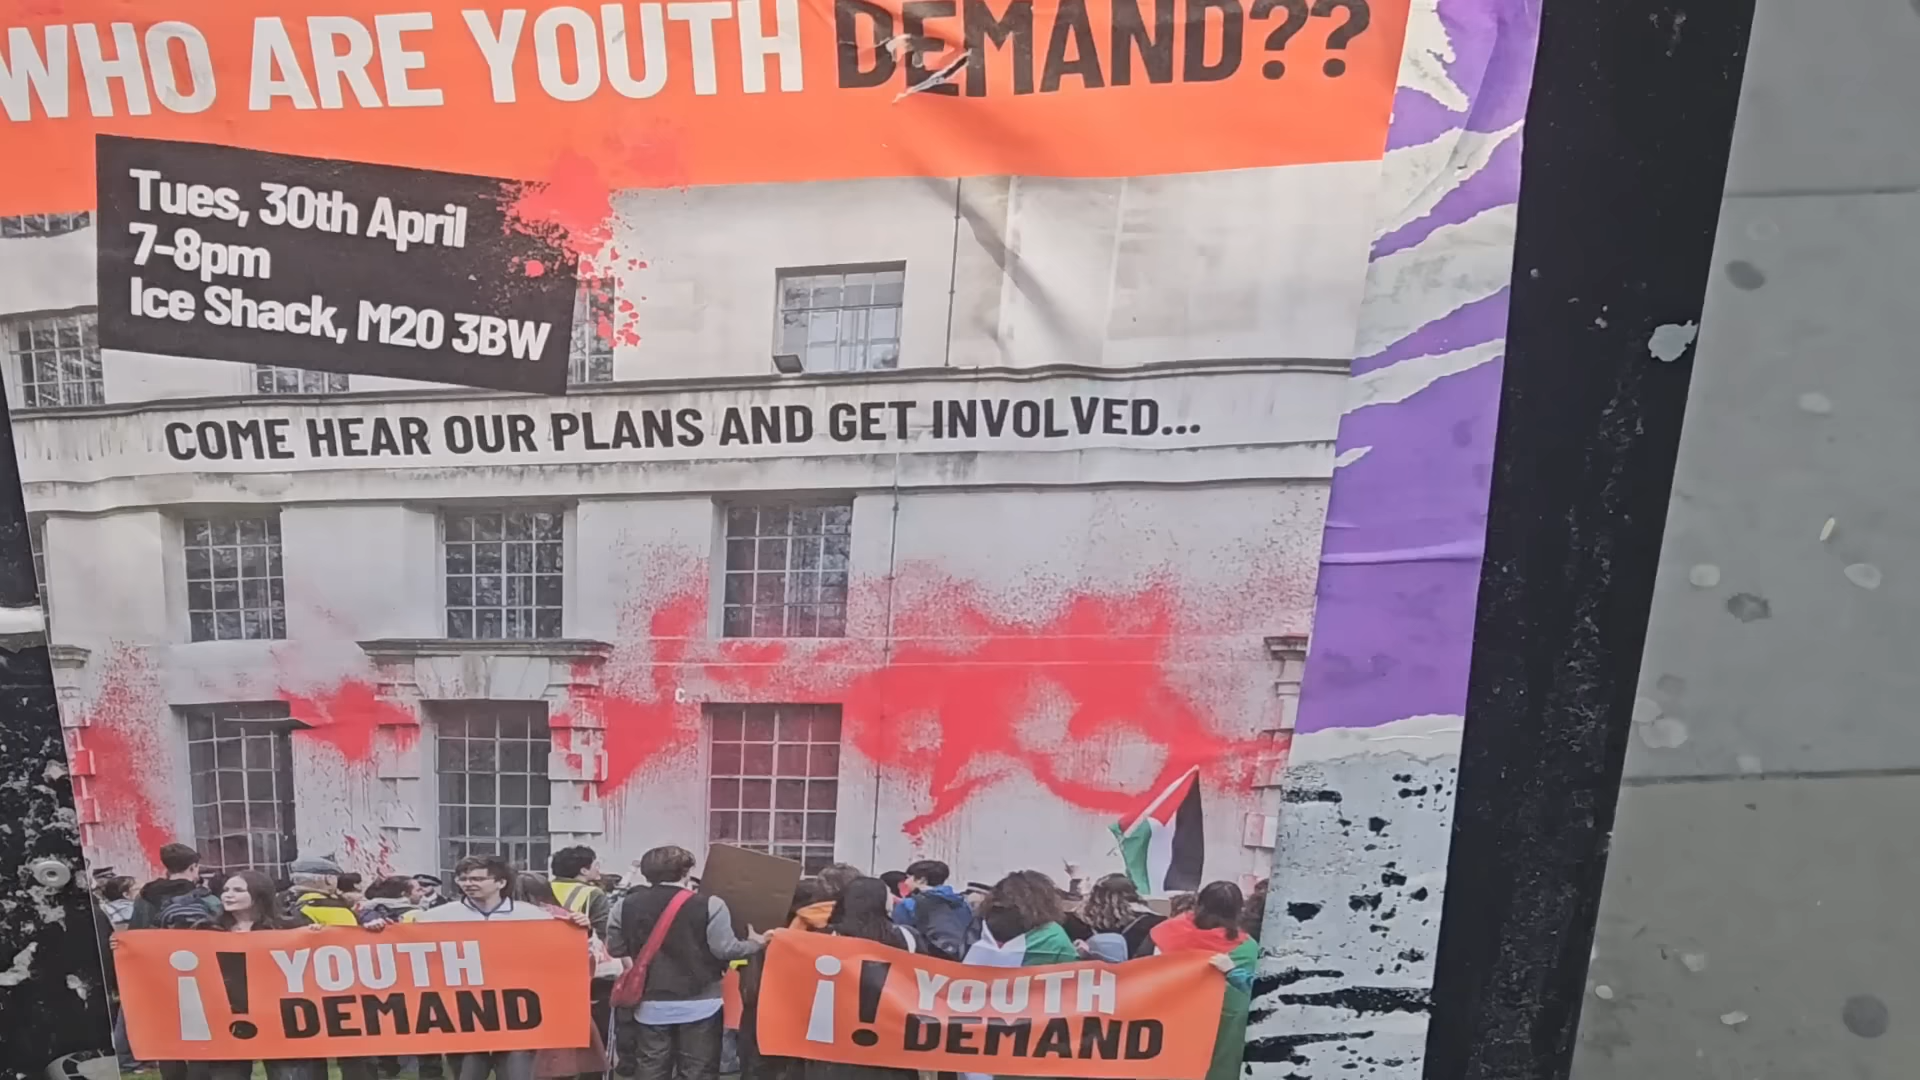 WHO ARE YOUTH DEMAND??
Tues, 30th April
7-8pm
Ice Shack, M20 3BW
COME HEAR OUR PLANS AND GET INVOLVED...
¡! YOUTH
DEMAND
¡! YOUTH
DEMAND